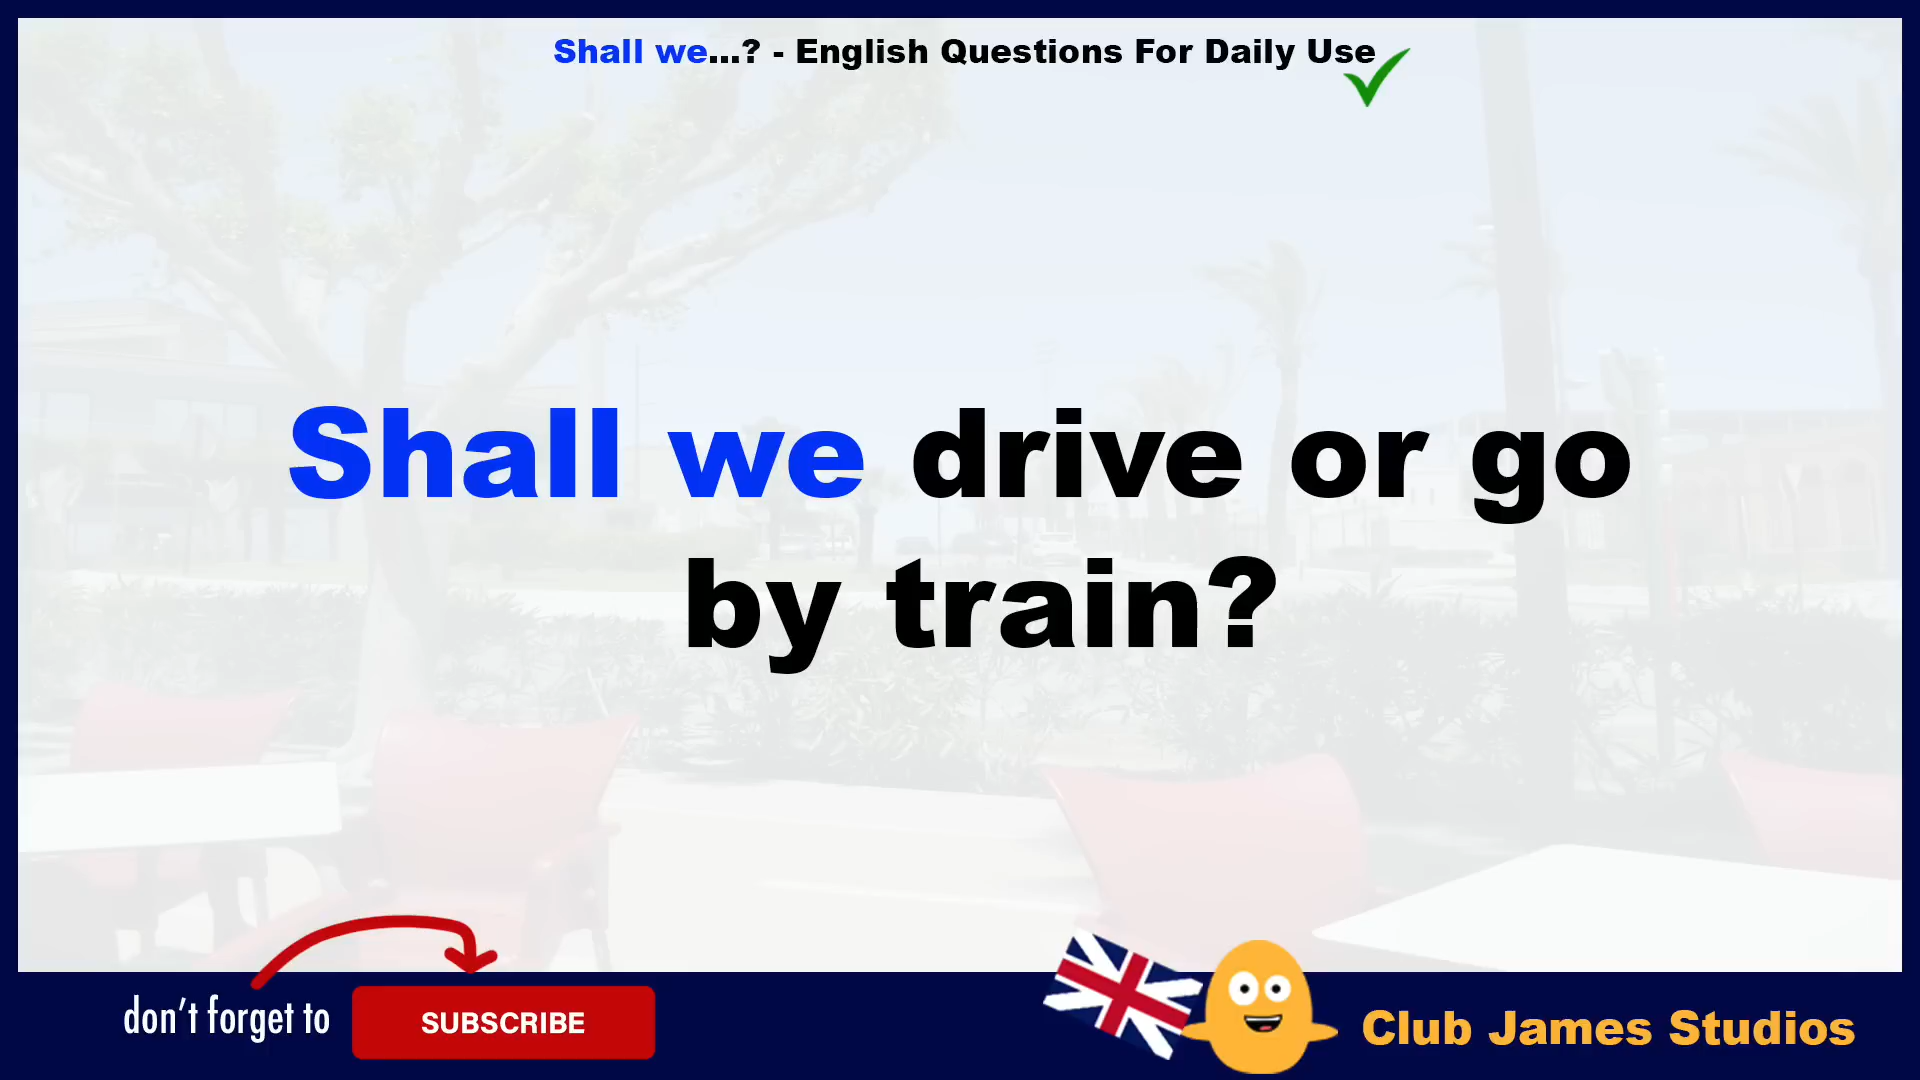 Shall we...? - English Questions For Daily Use
Shall we drive or go
by train?
don't forget to
SUBSCRIBE
Club James Studios